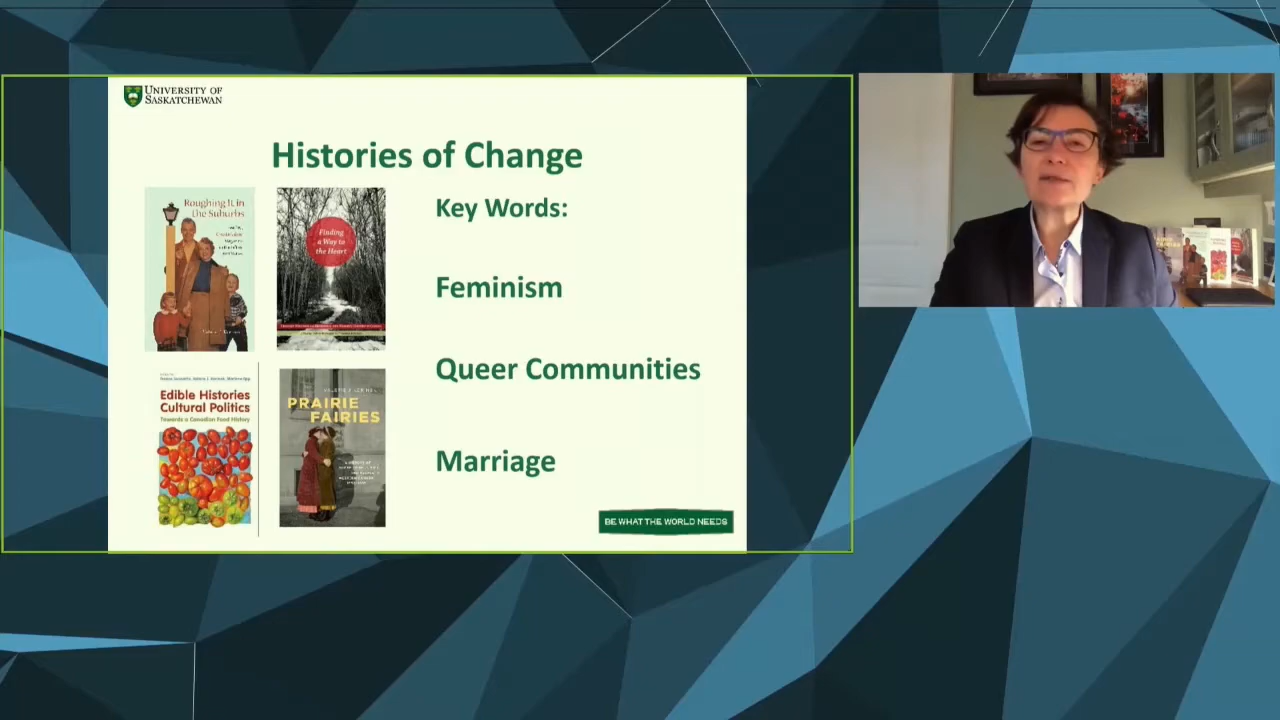 UNIVERSITY OF
SASKATCHEWAN
Histories of Change
Roughing It in
the Suburbs
Finding
a Way to
the Heart
Edible Histories
Cultural Politics
Towards a Canadian Food History
PRAIRIE
FAIRIES
Key Words:
Feminism
Queer Communities
Marriage
BE WHAT THE WORLD NEEDS